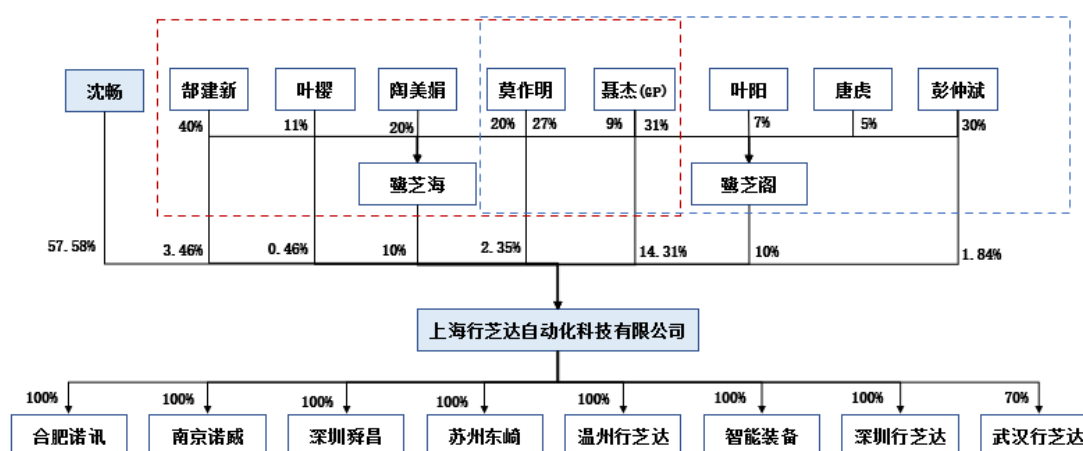 沈畅
郜建新
叶樱
陶美娟
莫作明
聂杰(GP)
叶阳
唐虎
彭仲斌
40%
11%
20%
20%
27%
9%
31%
7%
5%
30%
鹭芝海
鹭芝阁
57.58%
3.46%
0.46%
10%
2.35%
14.31%
10%
1.84%
上海行芝达自动化科技有限公司
100%
100%
100%
100%
100%
100%
100%
70%
合肥诺讯
南京诺威
深圳舜昌
苏州东崎
温州行芝达
智能装备
深圳行芝达
武汉行芝达